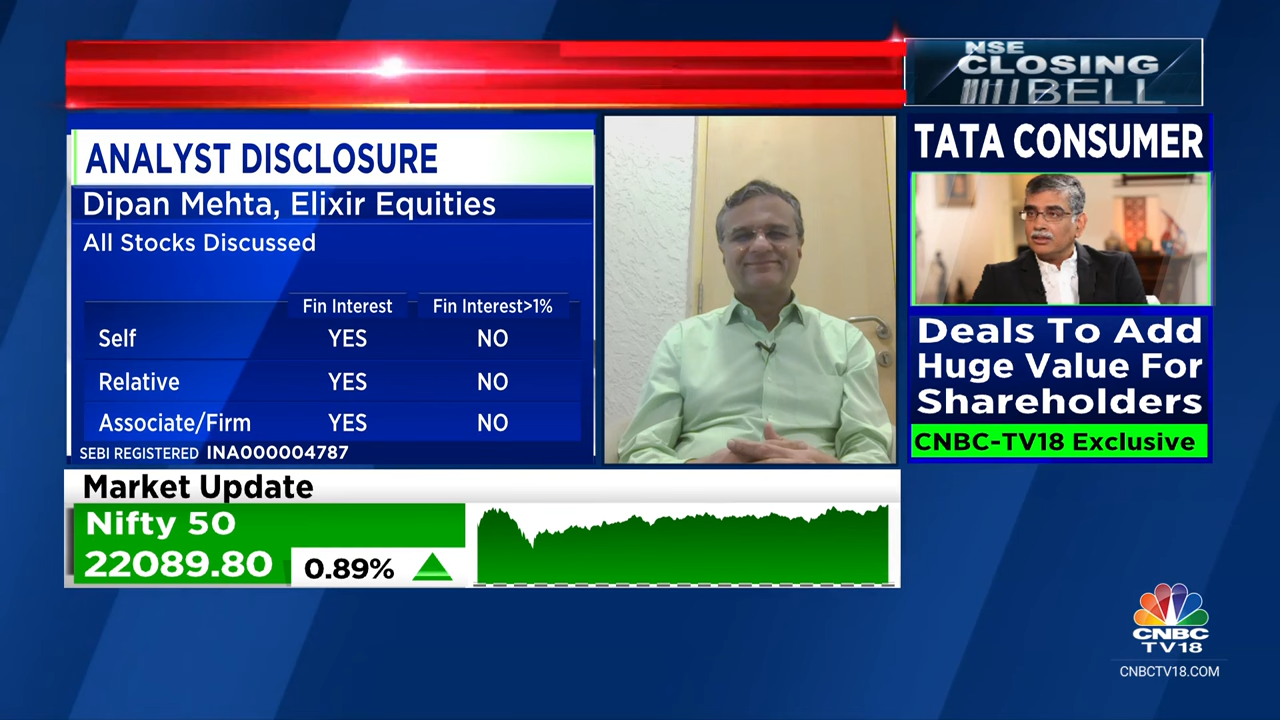 NSE
CLOSING
BELL
ANALYST DISCLOSURE
Dipan Mehta, Elixir Equities
All Stocks Discussed
Fin Interest Fin Interest>1%
Self YES NO
Relative YES NO
Associate/Firm YES NO
SEBI REGISTERED INA000004787
TATA CONSUMER
Deals To Add
Huge Value For
Shareholders
CNBC-TV18 Exclusive
Market Update
Nifty 50
22089.80 0.89%
CNBC
TV18
CNBCTV18.COM